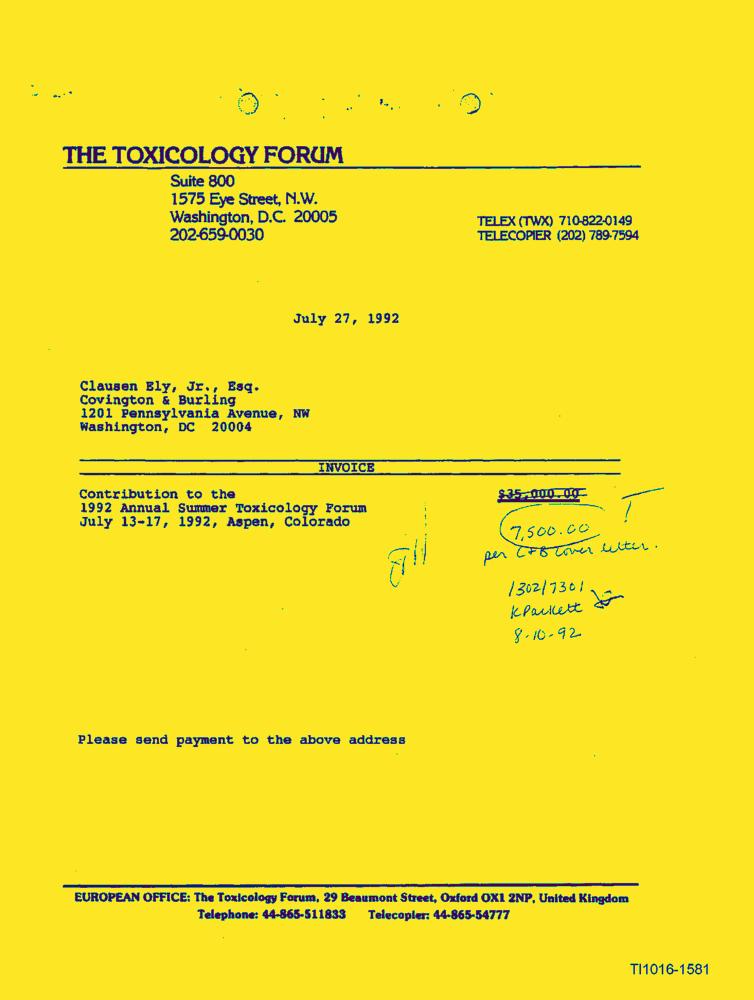 THE TOXICOLOGY FORUM
Suite 800
1575 Eye Street, N.W.
Washington, D.C. 20005
202-659-0030
TELEX (TWX) 710-822-0149
TELECOPIER (202) 789-7594
July 27, 1992
Clausen Ely, Jr., Esq.
Covington & Burling
1201 Pennsylvania Avenue, NW
Washington, DC 20004
INVOICE
Contribution to the
1992 Annual Summer Toxicology Forum
July 13-17, 1992, Aspen, Colorado
$35,000.00
7,500.00
per C+B cover letter.
1302/7301
K Packett
8-10-92
Please send payment to the above address
EUROPEAN OFFICE: The Toxicology Forum, 29 Beaumont Street, Oxford OX1 2NP, United Kingdom
Telephone: 44-865-511833 Telecopier: 44-865-54777
TI1016-1581